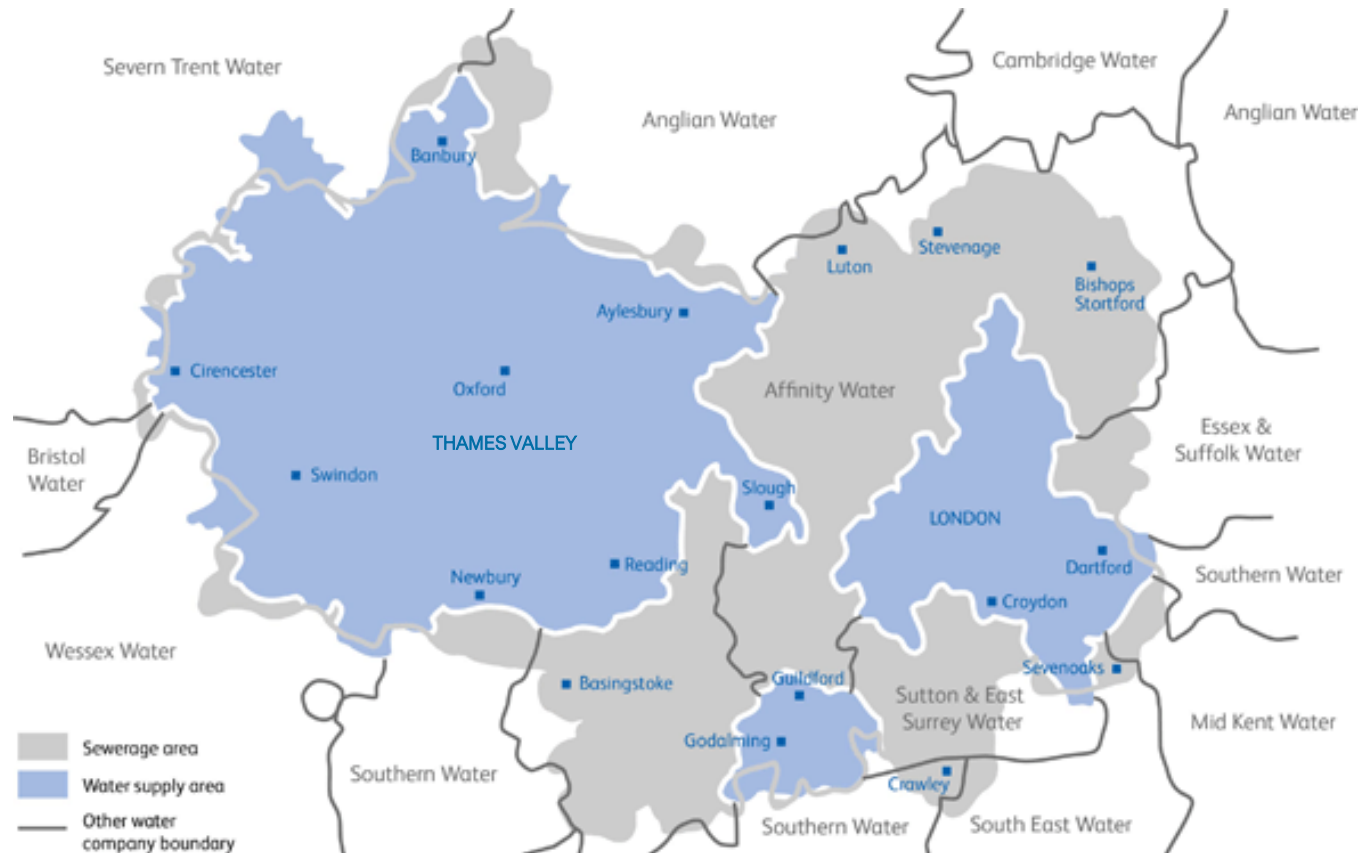 Severn Trent Water
Cambridge Water
Anglian Water
Anglian Water
Banbury
Luton
Stevenage
Bishops
Stortford
Aylesbury
Cirencester
Oxford
Affinity Water
THAMES VALLEY
Essex &
Suffolk Water
Bristol
Water
Swindon
Slough
LONDON
Reading
Dartford
Southern Water
Newbury
Croydon
Wessex Water
Basingstoke
Guildford
Sevenoaks
Sutton & East
Surrey Water
Mid Kent Water
Godalming
Southern Water
Crawley
Southern Water
South East Water
Sewerage area
Water supply area
Other water
company boundary